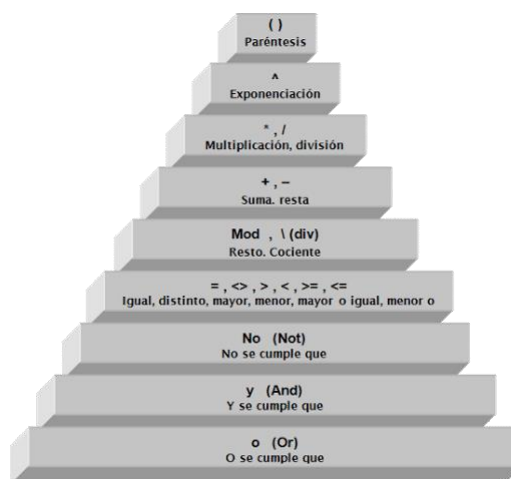 ( )
Paréntesis
^
Exponenciación
* , /
Multiplicación, división
+ , –
Suma. resta
Mod , \ (div)
Resto. Cociente
= , <> , > , < , >= , <=
Igual, distinto, mayor, menor, mayor o igual, menor o
No (Not)
No se cumple que
y (And)
Y se cumple que
o (Or)
O se cumple que